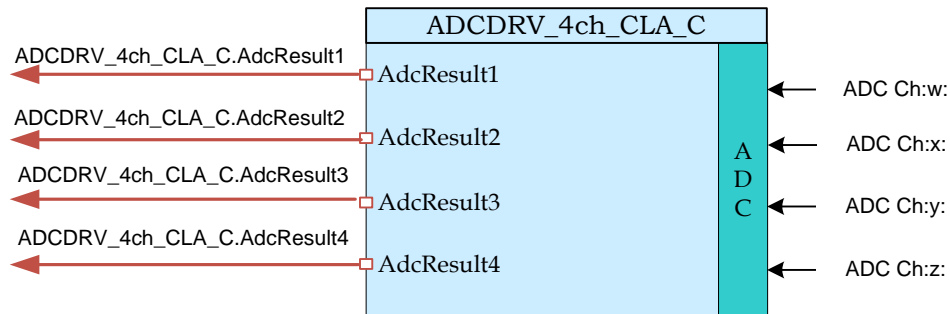 ADCDRV_4ch_CLA_C
ADCDRV_4ch_CLA_C.AdcResult1
AdcResult1
ADC Ch:w:
ADCDRV_4ch_CLA_C.AdcResult2
AdcResult2
ADC Ch:x:
ADCDRV_4ch_CLA_C.AdcResult3
AdcResult3
ADC Ch:y:
ADCDRV_4ch_CLA_C.AdcResult4
AdcResult4
ADC Ch:z:
A
D
C